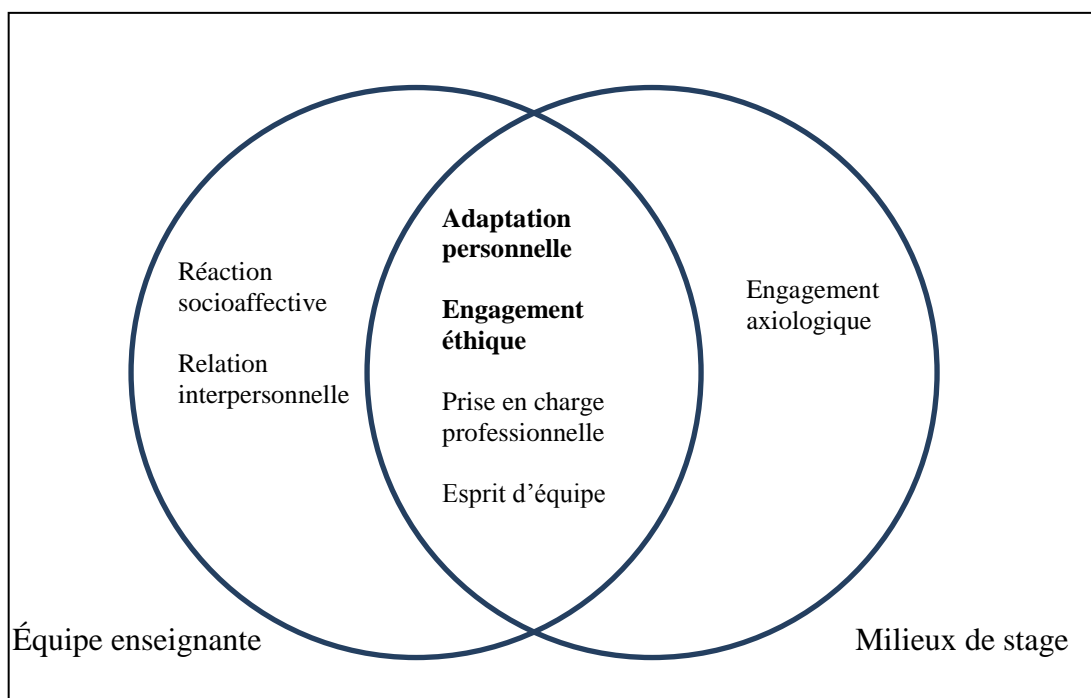 Réaction
socioaffective
Relation
interpersonnelle
Adaptation
personnelle
Engagement
éthique
Prise en charge
professionnelle
Esprit d’équipe
Engagement
axiologique
Équipe enseignante
Milieux de stage